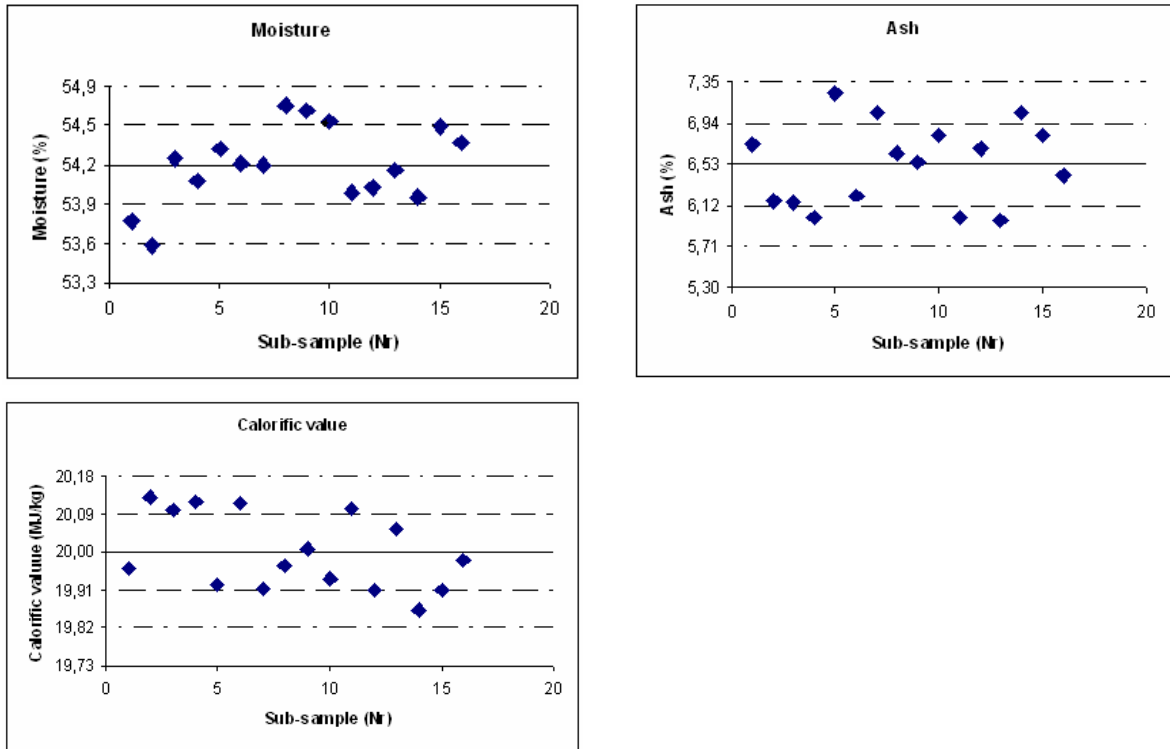 Moisture
Moisture (%)
54,9
54,5
54,2
53,9
53,6
53,3
0 5 10 15 20
Sub-sample (Nr)
Ash
Ash (%)
7,35
6,94
6,53
6,12
5,71
5,30
0 5 10 15 20
Sub-sample (Nr)
Calorific value
Calorific valuue (MJ/kg)
20,18
20,09
20,00
19,91
19,82
19,73
0 5 10 15 20
Sub-sample (Nr)